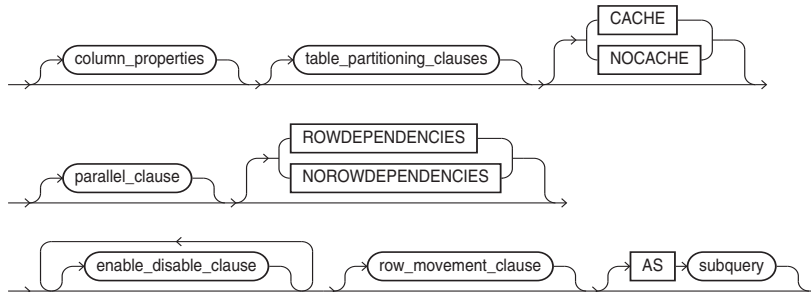 column_properties
table_partitioning_clauses
CACHE
NOCACHE
parallel_clause
ROWDEPENDENCIES
NOROWDEPENDENCIES
enable_disable_clause
row_movement_clause
AS
subquery